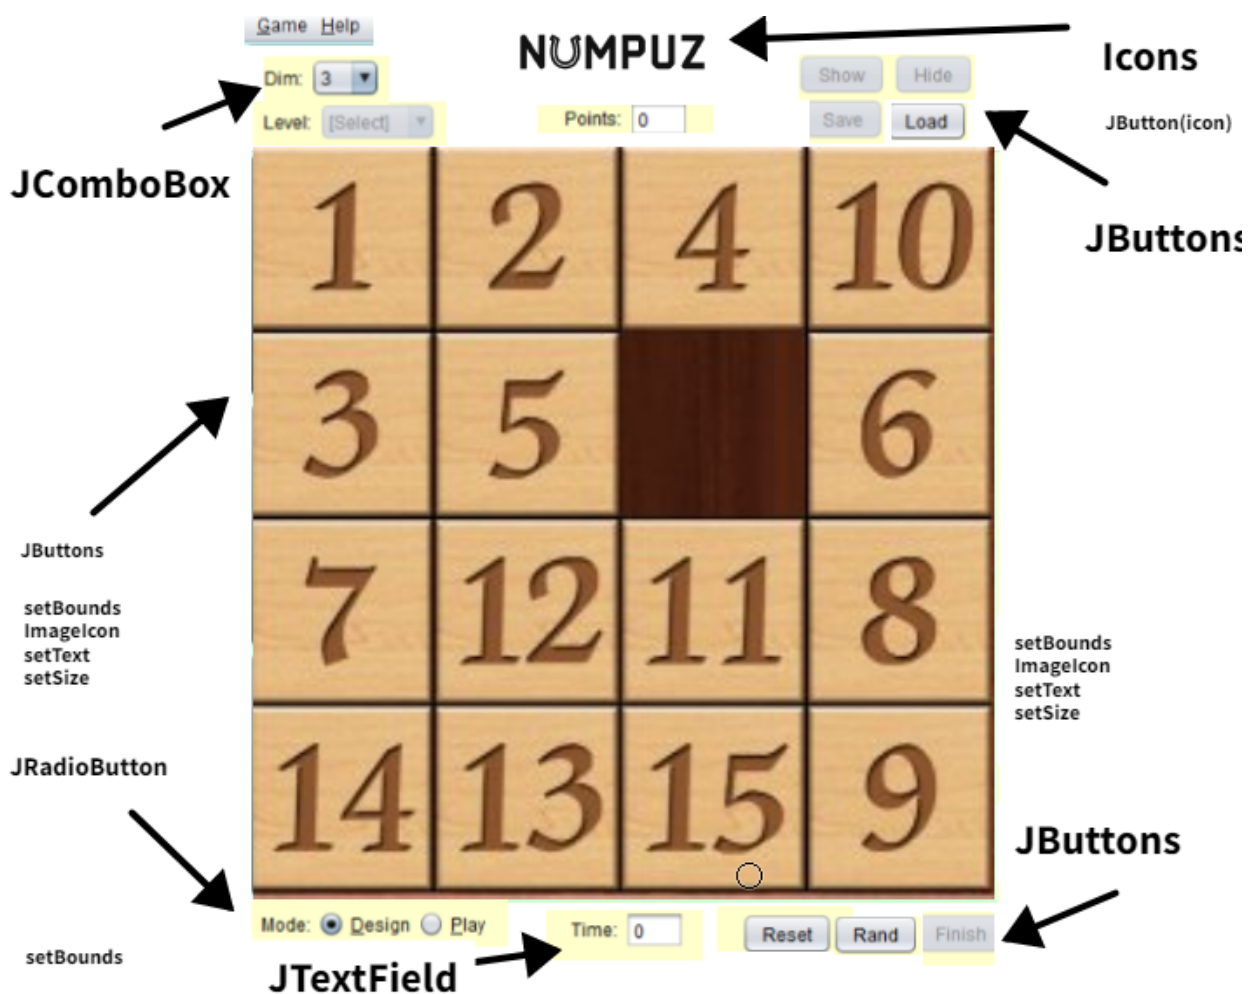 Game Help
NUMPUZ
Icons
Dim: 3
Show Hide
Level: [Select]
Points: 0
Save Load
JButton(icon)
JComboBox
JButtons
1 2 4 10
3 5 6
7 12 11 8
14 13 15 9
JButtons
setBounds
ImageIcon
setText
setSize
setBounds
ImageIcon
setText
setSize
JRadioButton
JButtons
Mode: Design Play
Time: 0
Reset Rand Finish
setBounds
JTextField